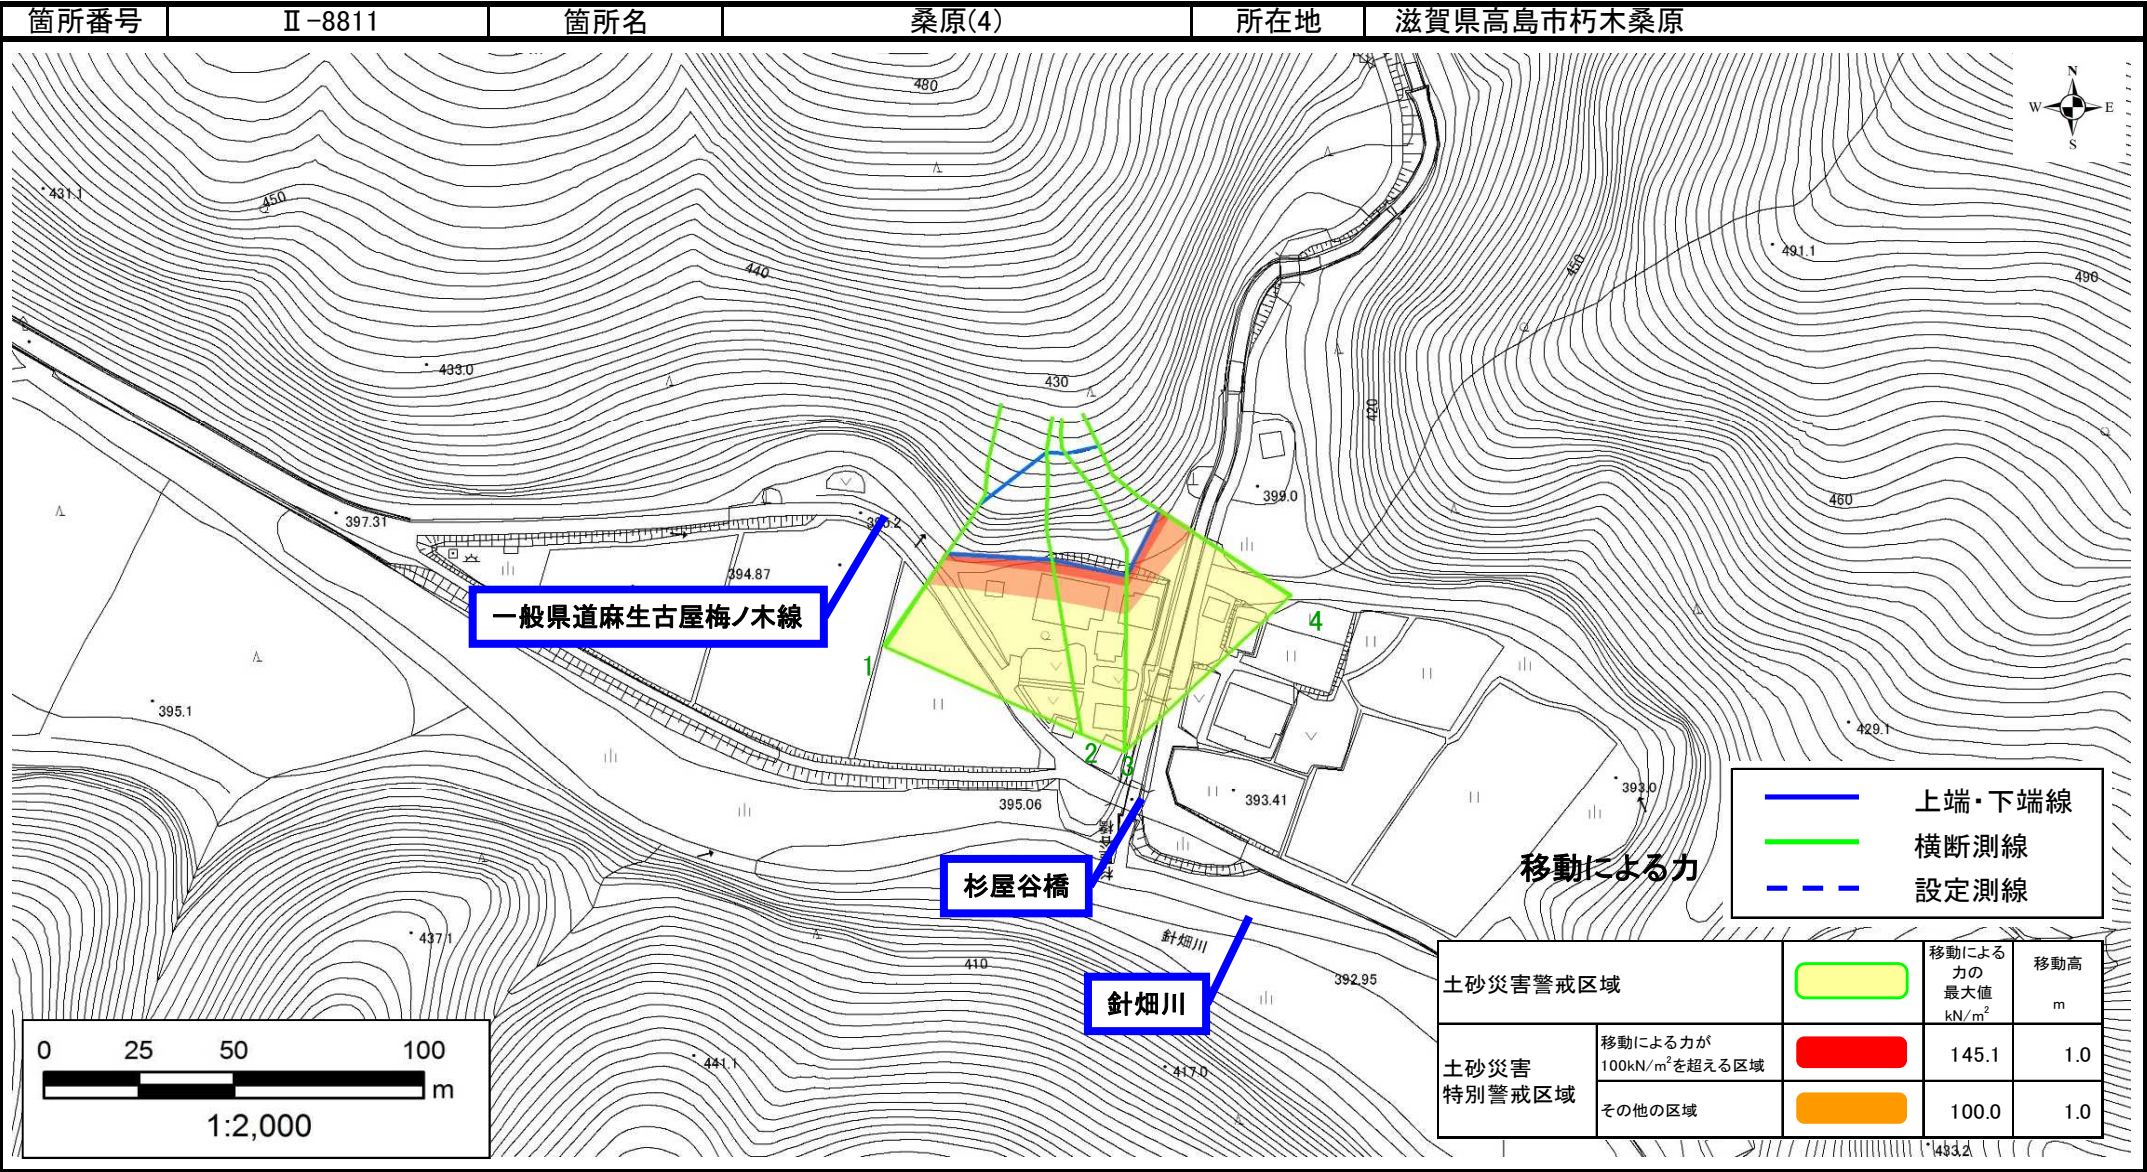 箇所番号 Ⅱ-8811 箇所名 桑原(4) 所在地 滋賀県高島市朽木桑原
480
N
W E
S
431.1
450
440
450
491.1
490
433.0
430
420
397.31
399.0
460
394.87
一般県道麻生古屋梅ノ木線
4
1
395.1
429.1
2
3
395.06
393.41
393.0
杉屋谷橋
移動による力
上端・下端線
横断測線
設定測線
437.1
針畑川
410
392.95
針畑川
441.1
417.0
433.2
0 25 50 100
m
1:2,000
土砂災害警戒区域
移動による
力の
最大値
kN/m²
移動高
m
土砂災害
特別警戒区域
移動による力が
100kN/m²を超える区域
145.1 1.0
その他の区域
100.0 1.0